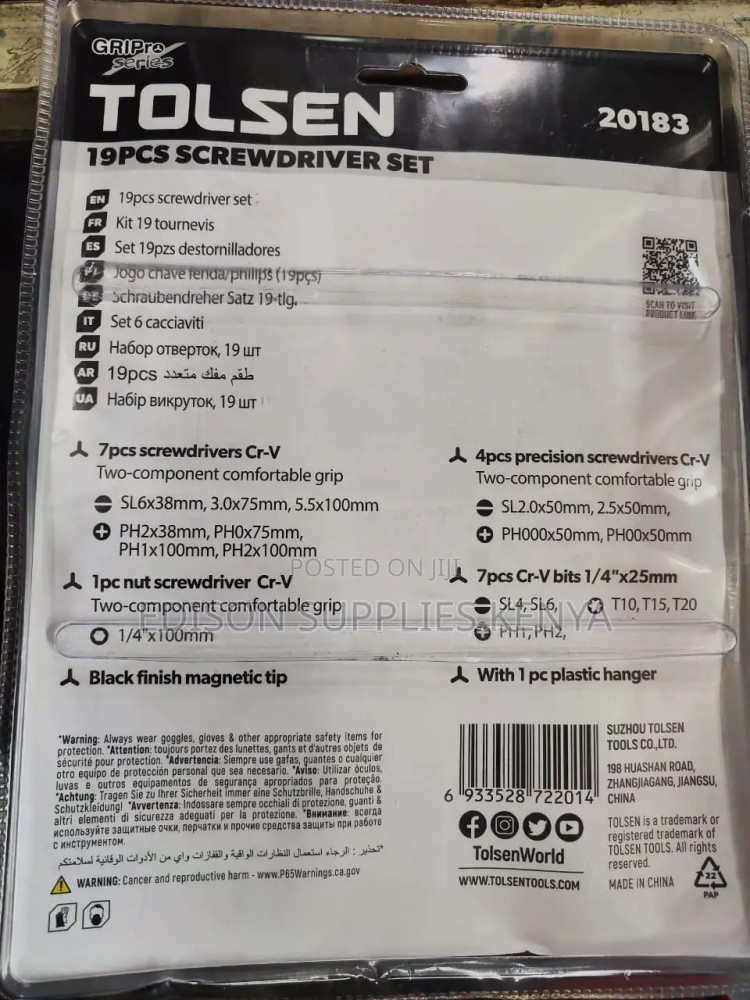 GRIPro
series
TOLSEN
20183
19PCS SCREWDRIVER SET
EN 19pcs screwdriver set
FR Kit 19 tournevis
ES Set 19pzs destornilladores
Jogo chave fenda/philips (19pçs)
Schraubendreher Satz 19-tlg.
IT Set 6 cacciaviti
RU Набор отверток, 19 шт
AR طقم مفك متعدد 19pcs
UA Набір викруток, 19 шт
SCAN TO VISIT
PRODUCT LINK
7pcs screwdrivers Cr-V
Two-component comfortable grip
SL6x38mm, 3.0x75mm, 5.5x100mm
PH2x38mm, PH0x75mm,
PH1x100mm, PH2x100mm
4pcs precision screwdrivers Cr-V
Two-component comfortable grip
SL2.0x50mm, 2.5x50mm,
PH000x50mm, PH00x50mm
1pc nut screwdriver Cr-V
Two-component comfortable grip
1/4"x100mm
7pcs Cr-V bits 1/4"x25mm
SL4, SL6, T10, T15, T20
PH1, PH2,
Black finish magnetic tip
With 1 pc plastic hanger
POSTED ON JIJI
EDISON SUPPLIES KENYA
*Warning: Always wear goggles, gloves & other appropriate safety items for
protection. *Attention: toujours portez des lunettes, gants et d'autres objets de
sécurité pour protection. *Advertencia: Siempre use gafas, guantes o cualquier
otro equipo de protección personal que sea necesario. *Aviso: Utilizar óculos,
luvas e outros equipamentos de segurança apropriados para proteção.
*Achtung: Tragen Sie zu Ihrer Sicherheit immer eine Schutzbrille, Handschuhe &
Schutzkleidung! *Avvertenza: Indossare sempre occhiali di protezione, guanti &
altri elementi di sicurezza adeguati per la protezione. *Внимание: всегда
используйте защитные очки, перчатки и прочие средства защиты при работе
с инструментом.
*تحذير : الرجاء استعمال النظارات الواقية والقفازات واي من الأدوات الوقائية لسلامتكم
WARNING: Cancer and reproductive harm - www.P65Warnings.ca.gov
6 933528 722014
TolsenWorld
WWW.TOLSENTOOLS.COM
SUZHOU TOLSEN
TOOLS CO.,LTD.
198 HUASHAN ROAD,
ZHANGJIAGANG, JIANGSU,
CHINA
TOLSEN is a trademark or
registered trademark of
TOLSEN TOOLS. All rights
reserved.
MADE IN CHINA
22
PAP